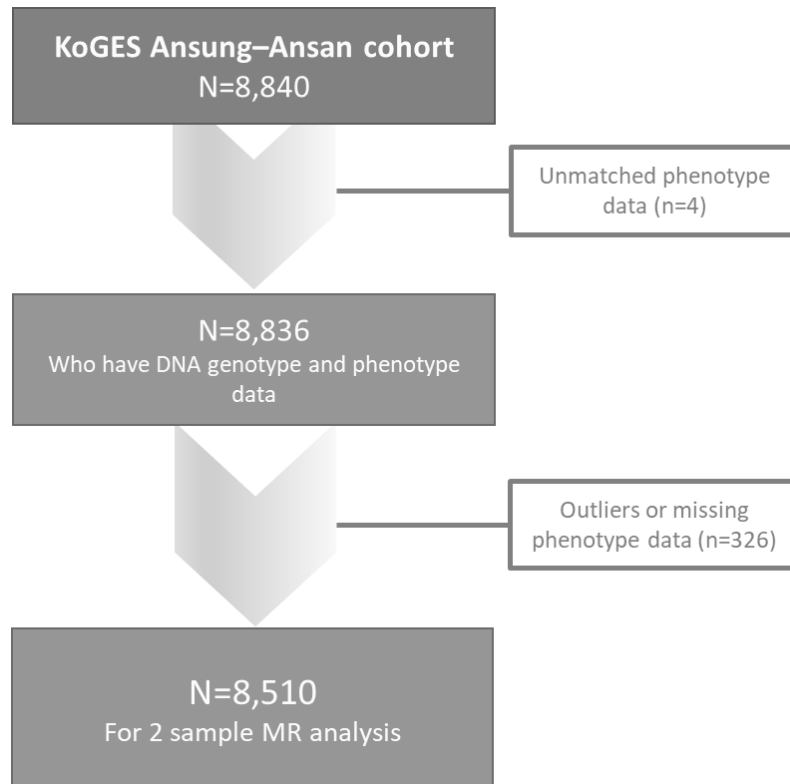 KoGES Ansung–Ansan cohort
N=8,840
Unmatched phenotype
data (n=4)
N=8,836
Who have DNA genotype and phenotype
data
Outliers or missing
phenotype data (n=326)
N=8,510
For 2 sample MR analysis